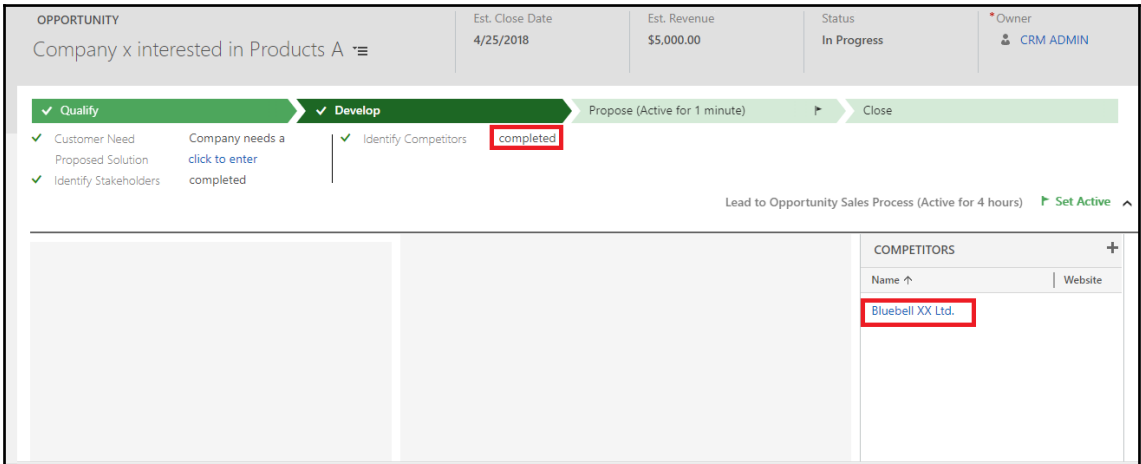 OPPORTUNITY
Company x interested in Products A
Est. Close Date
4/25/2018
Est. Revenue
$5,000.00
Status
In Progress
*Owner
CRM ADMIN
Qualify
Develop
Propose (Active for 1 minute)
Close
Customer Need Company needs a
Proposed Solution click to enter
Identify Stakeholders completed
Identify Competitors completed
Lead to Opportunity Sales Process (Active for 4 hours) Set Active
COMPETITORS
Name Website
Bluebell XX Ltd.